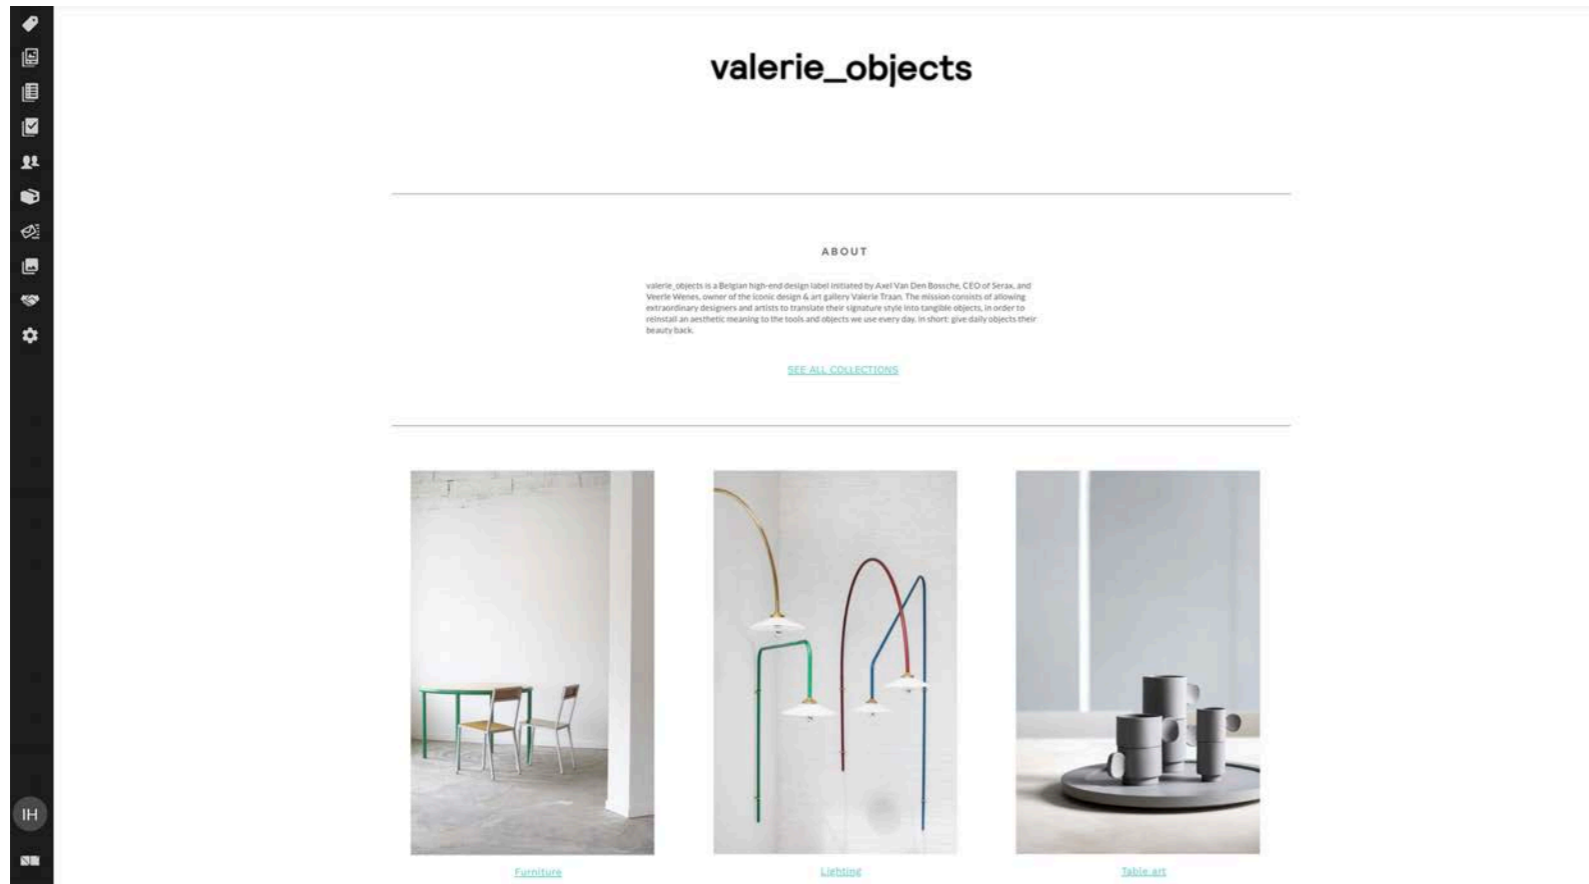 valerie_objects
ABOUT
valerie_objects is a Belgian high-end design label initiated by Axel Van Den Bossche, CEO of Serax, and
Veerle Wenes, owner of the iconic design & art gallery Valerie Traan. The mission consists of allowing
extraordinary designers and artists to translate their signature style into tangible objects, in order to
reinstall an aesthetic meaning to the tools and objects we use every day. in short: give daily objects their
beauty back.
SEE ALL COLLECTIONS
Furniture
Lighting
Table art
IH